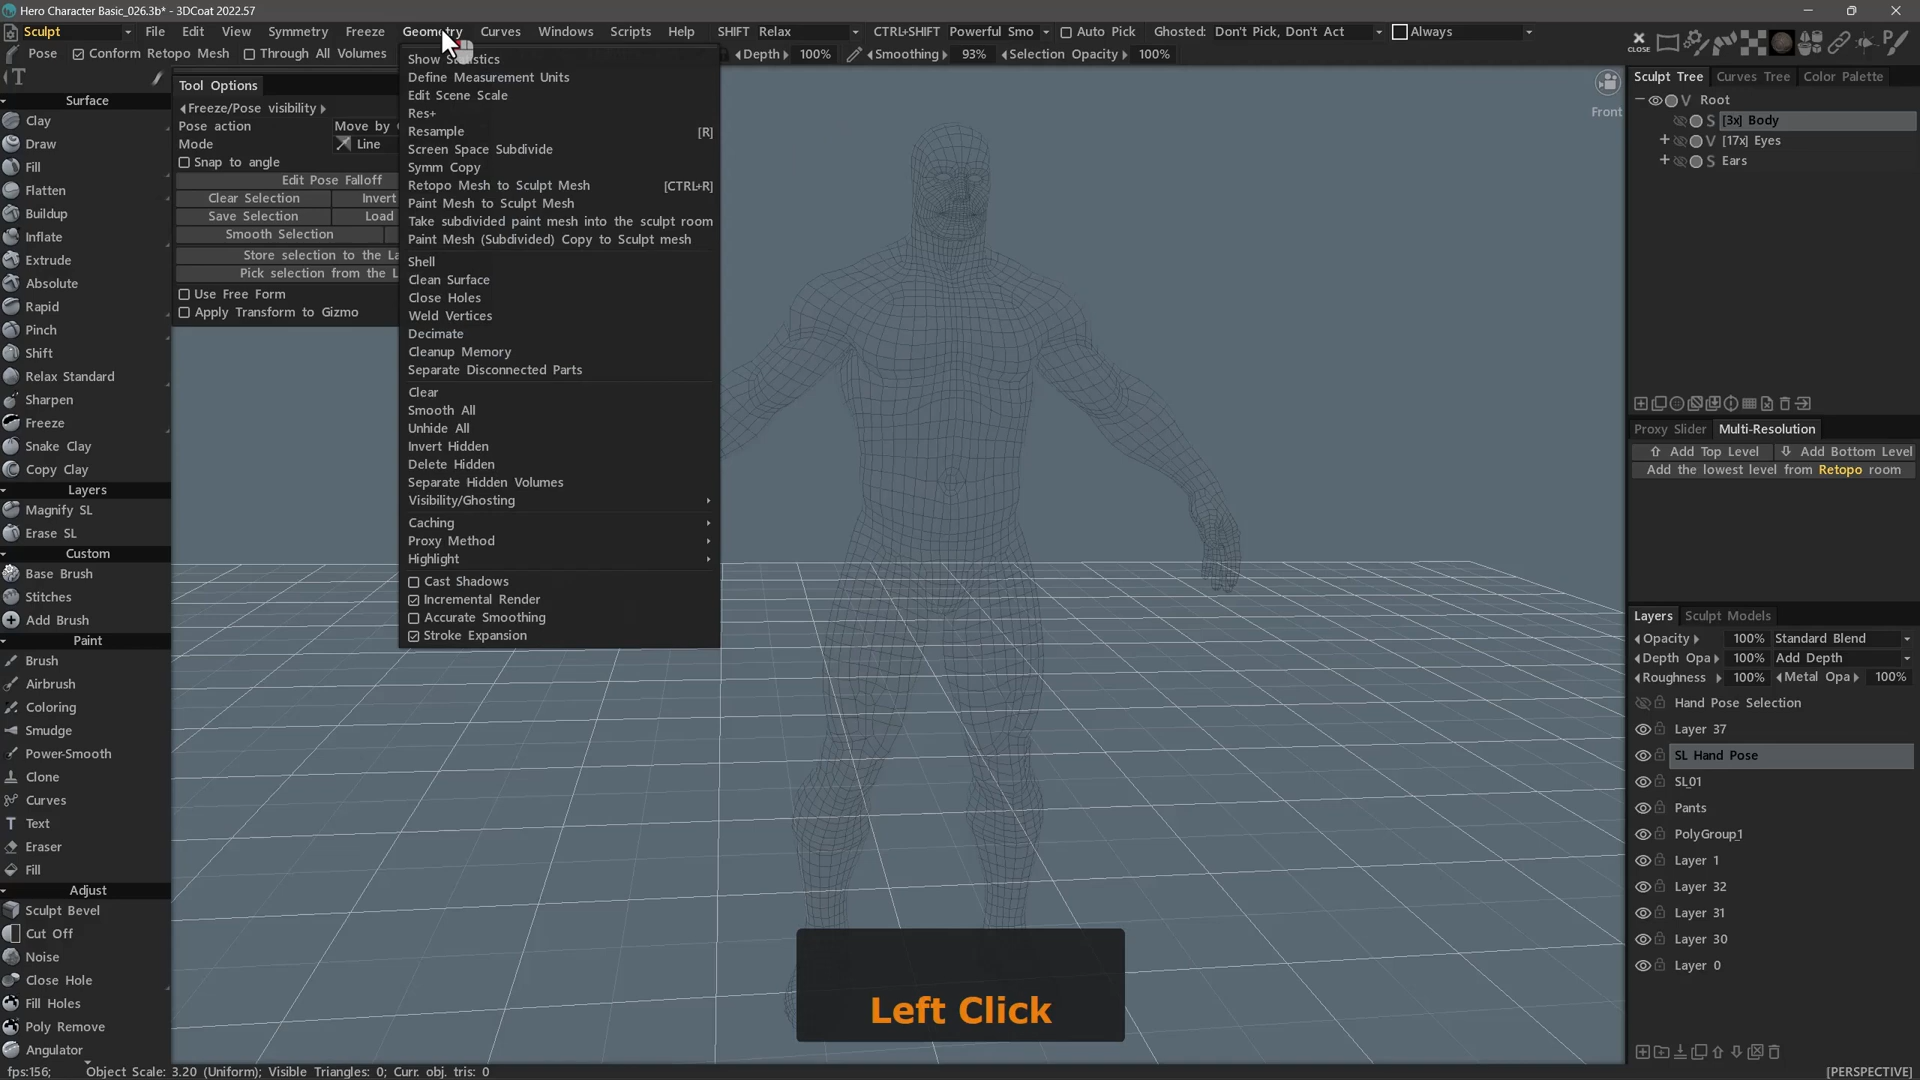 Hero Character Basic_026.3b* - 3DCoat 2022.57
Sculpt File Edit View Symmetry Freeze Geometry Curves Windows Scripts Help SHIFT Relax CTRL+SHIFT Powerful Smo Auto Pick Ghosted: Don't Pick, Don't Act Always
Pose Conform Retopo Mesh Through All Volumes Depth 100% Smoothing 93% Selection Opacity 100%
CLOSE
T
Surface
Clay
Draw
Fill
Flatten
Buildup
Inflate
Extrude
Absolute
Rapid
Pinch
Shift
Relax Standard
Sharpen
Freeze
Snake Clay
Copy Clay
Layers
Magnify SL
Erase SL
Custom
Base Brush
Stitches
Add Brush
Paint
Brush
Airbrush
Coloring
Smudge
Power-Smooth
Clone
Curves
Text
Eraser
Fill
Adjust
Sculpt Bevel
Cut Off
Noise
Close Hole
Fill Holes
Poly Remove
Angulator
Tool Options
Freeze/Pose visibility
Pose action Move by
Mode Line
Snap to angle
Edit Pose Falloff
Clear Selection Invert
Save Selection Load
Smooth Selection
Store selection to the La
Pick selection from the L
Use Free Form
Apply Transform to Gizmo
Show Statistics
Define Measurement Units
Edit Scene Scale
Res+
Resample [R]
Screen Space Subdivide
Symm Copy
Retopo Mesh to Sculpt Mesh [CTRL+R]
Paint Mesh to Sculpt Mesh
Take subdivided paint mesh into the sculpt room
Paint Mesh (Subdivided) Copy to Sculpt mesh
Shell
Clean Surface
Close Holes
Weld Vertices
Decimate
Cleanup Memory
Separate Disconnected Parts
Clear
Smooth All
Unhide All
Invert Hidden
Delete Hidden
Separate Hidden Volumes
Visibility/Ghosting
Caching
Proxy Method
Highlight
Cast Shadows
Incremental Render
Accurate Smoothing
Stroke Expansion
Front
Left Click
Sculpt Tree Curves Tree Color Palette
V Root
S [3x] Body
V [17x] Eyes
S Ears
Proxy Slider Multi-Resolution
Add Top Level Add Bottom Level
Add the lowest level from Retopo room
Layers Sculpt Models
Opacity 100% Standard Blend
Depth Opa 100% Add Depth
Roughness 100% Metal Opa 100%
Hand Pose Selection
Layer 37
SL Hand Pose
SL01
Pants
PolyGroup1
Layer 1
Layer 32
Layer 31
Layer 30
Layer 0
fps:156; Object Scale: 3.20 (Uniform); Visible Triangles: 0; Curr. obj. tris: 0 [PERSPECTIVE]